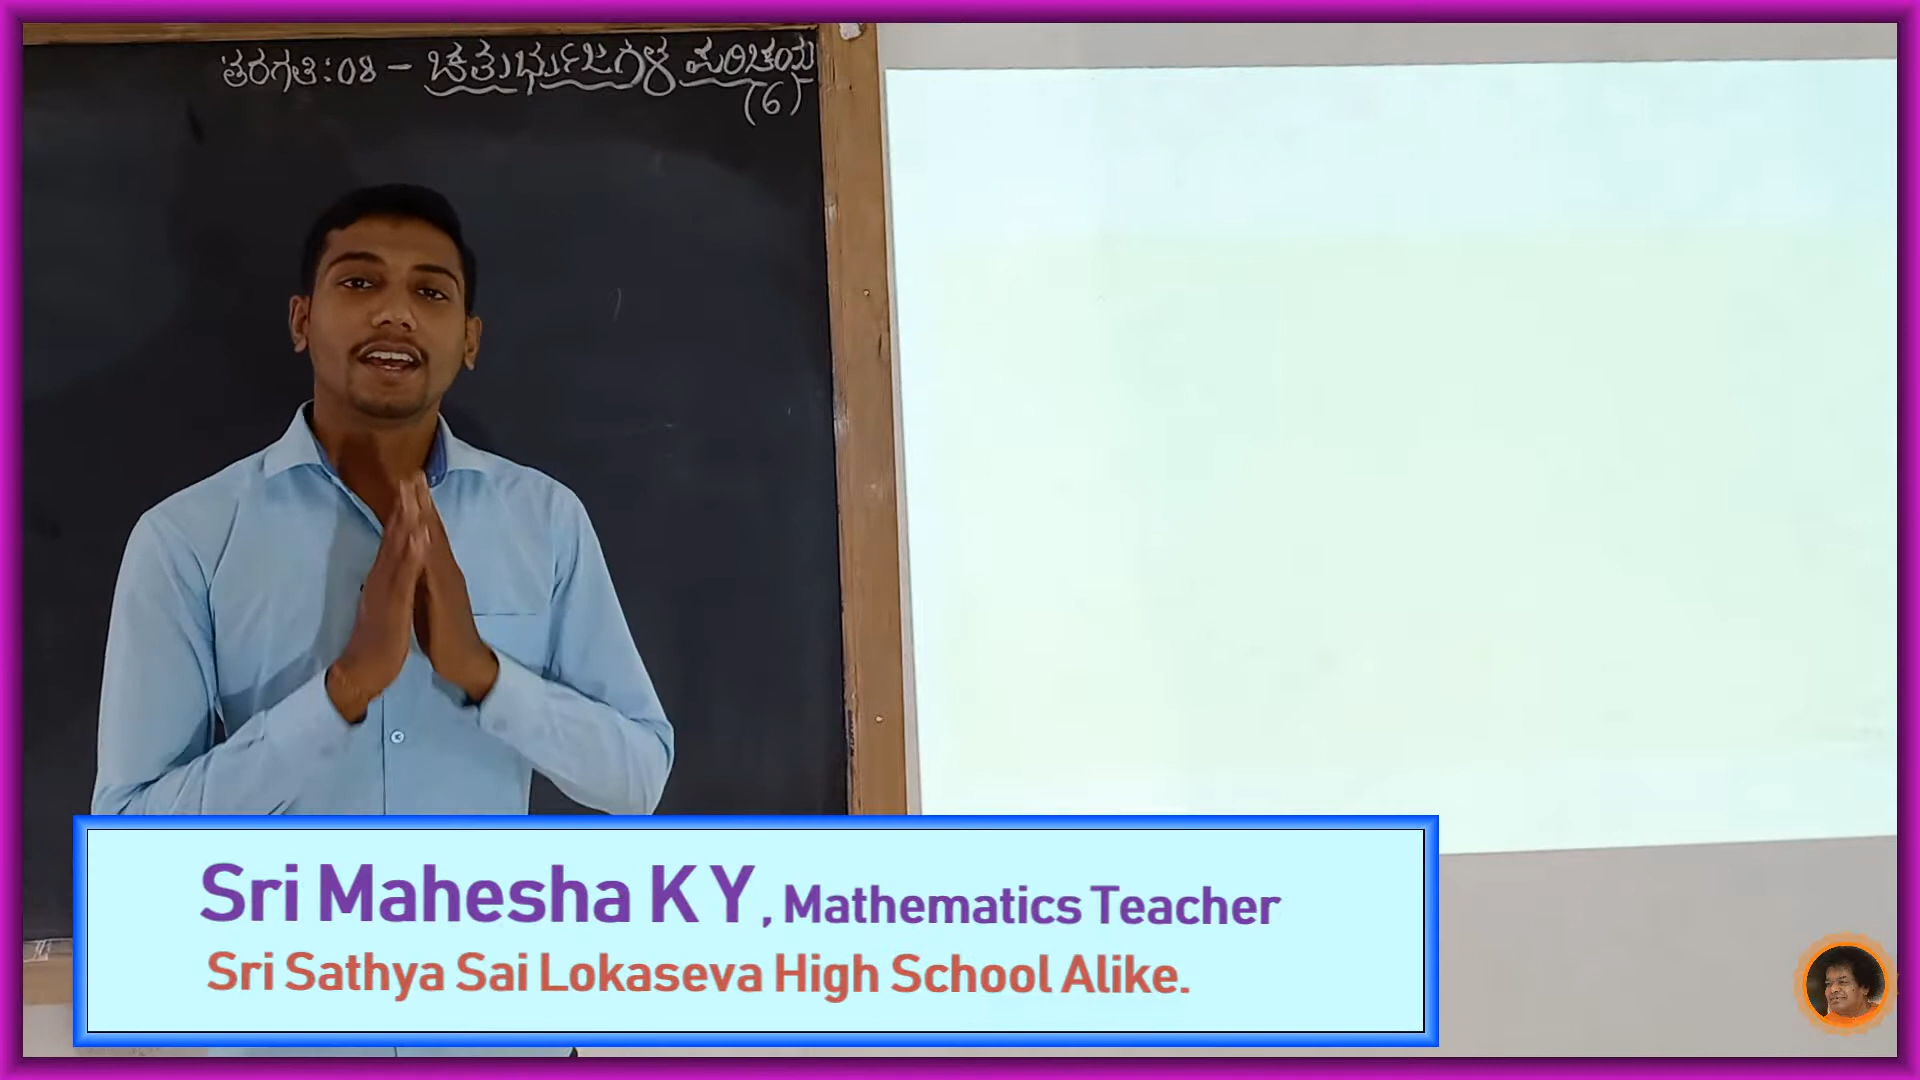 ತರಗತಿ : 08 - ಚತುರ್ಭುಜಗಳ ಪರಿಚಯ
(6)
Sri Mahesha K Y, Mathematics Teacher
Sri Sathya Sai Lokaseva High School Alike.